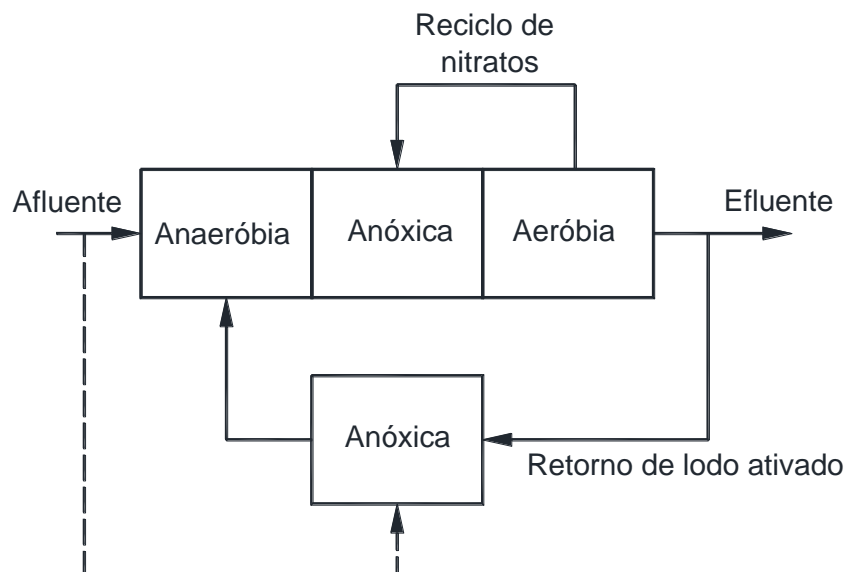 Reciclo de
nitratos
Afluente
Efluente
Anaeróbia
Anóxica
Aeróbia
Anóxica
Retorno de lodo ativado